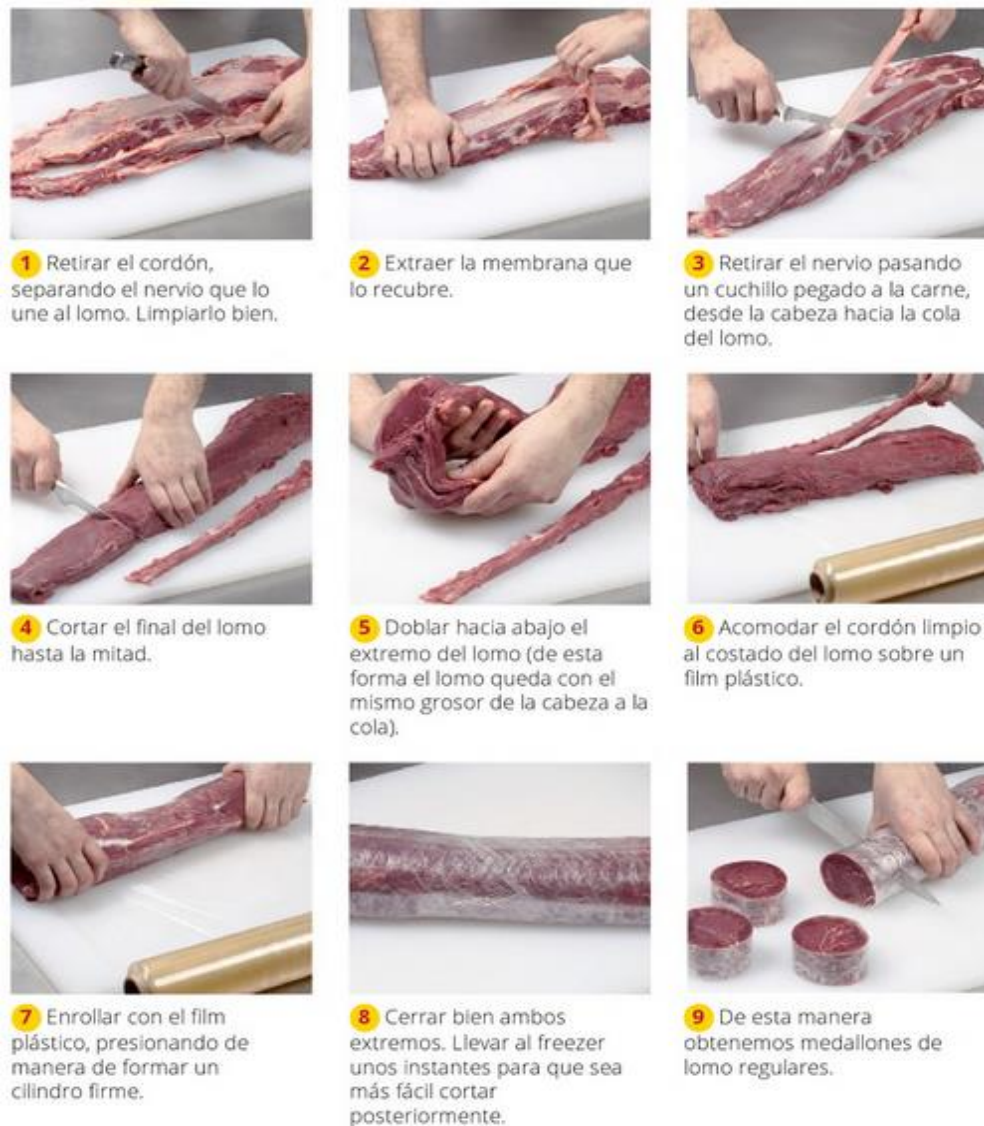 1 Retirar el cordón,
separando el nervio que lo
une al lomo. Limpiarlo bien.
2 Extraer la membrana que
lo recubre.
3 Retirar el nervio pasando
un cuchillo pegado a la carne,
desde la cabeza hacia la cola
del lomo.
4 Cortar el final del lomo
hasta la mitad.
5 Doblar hacia abajo el
extremo del lomo (de esta
forma el lomo queda con el
mismo grosor de la cabeza a la
cola).
6 Acomodar el cordón limpio
al costado del lomo sobre un
film plástico.
7 Enrollar con el film
plástico, presionando de
manera de formar un
cilindro firme.
8 Cerrar bien ambos
extremos. Llevar al freezer
unos instantes para que sea
más fácil cortar
posteriormente.
9 De esta manera
obtenemos medallones de
lomo regulares.